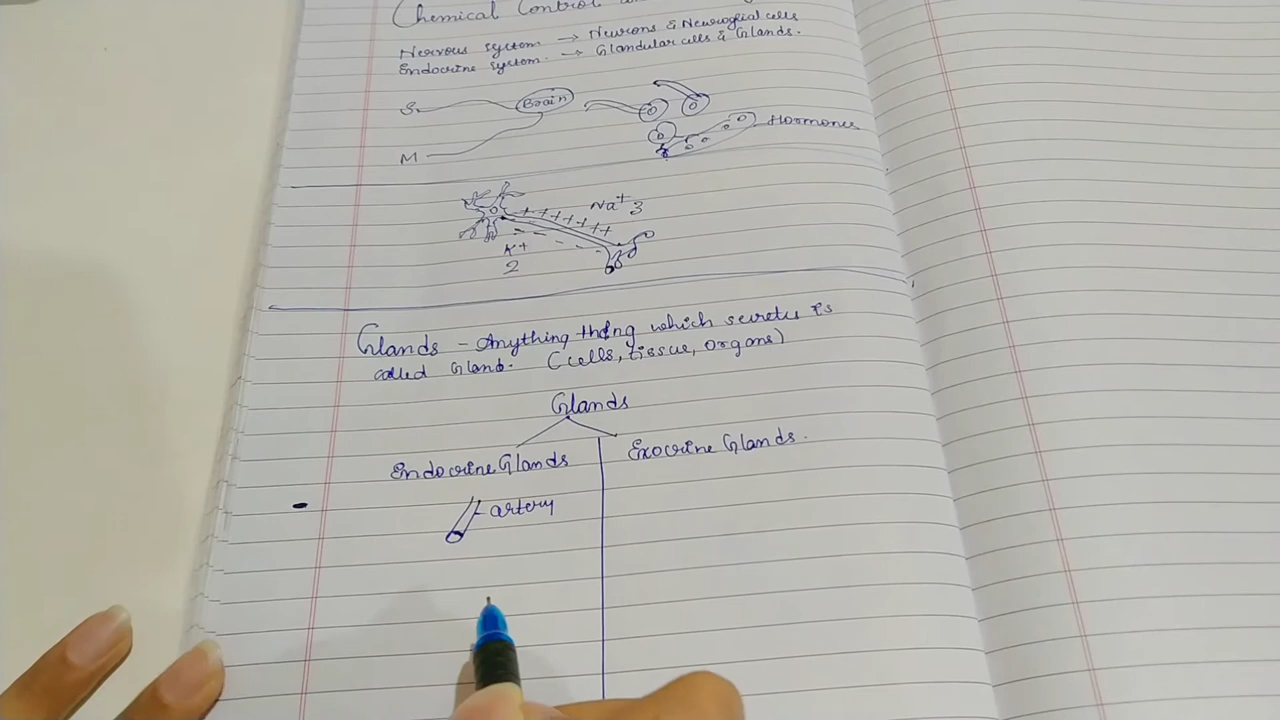 Chemical Control
Nervous system → Neurons & Neuroglial cells
Endocrine system. → Glandular cells & Glands.
S
Brain
Hormones
M
Na+ 3
K+
2
Glands - Anything thing which secretes is
called Gland. (cells, tissue, organs)
Glands
Endocrine Glands
Exocrine Glands.
- artery